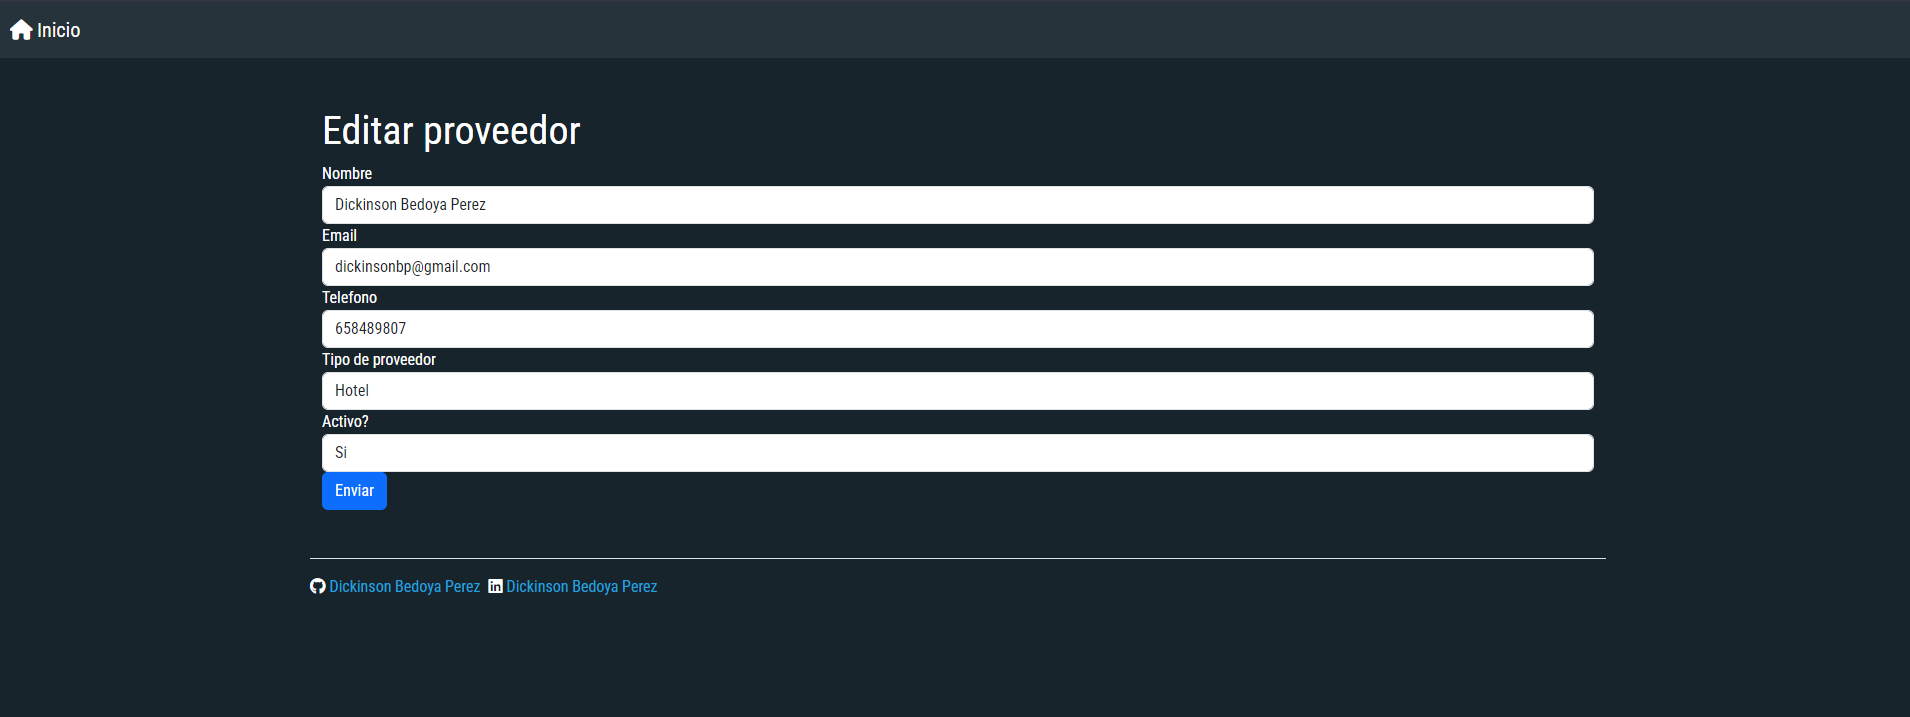 Inicio
Editar proveedor
Nombre
Dickinson Bedoya Perez
Email
dickinsonbp@gmail.com
Telefono
658489807
Tipo de proveedor
Hotel
Activo?
Si
Enviar
Dickinson Bedoya Perez in Dickinson Bedoya Perez